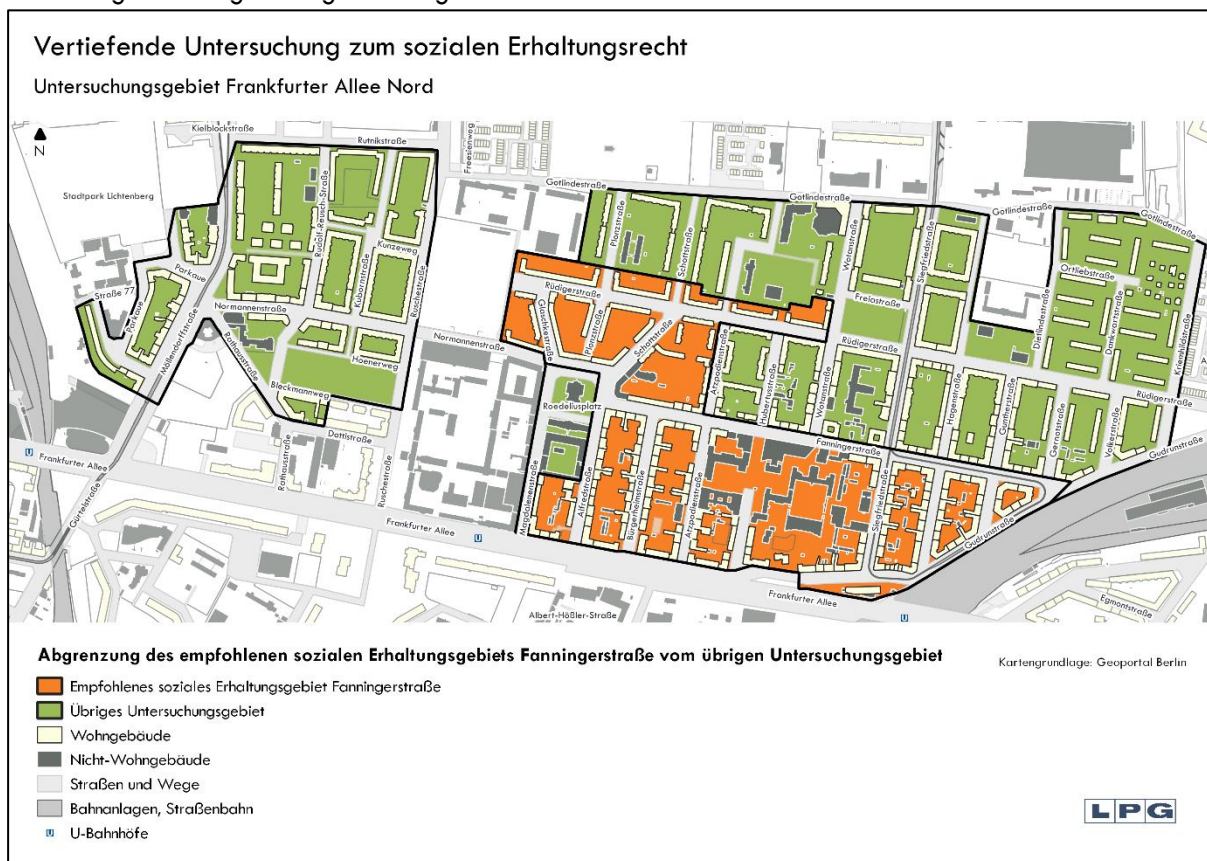 Vertiefende Untersuchung zum sozialen Erhaltungsrecht
Untersuchungsgebiet Frankfurter Allee Nord
N
Kielblockstraße
Rutnikstraße
Freesienweg
Stadtpark Lichtenberg
Gotlindestraße
Gotlindestraße
Gotlindestraße
Gotlindestraße
Rudolf-Reusch-Straße
Kunzeweg
Plonzstraße
Schottstraße
Wotanstraße
Siegfriedstraße
Ortliebstraße
Parkaue
Kubornstraße
Ruschestraße
Straße 77
Parkaue
Rüdigerstraße
Freiastraße
Dietlindestraße
Dankwartstraße
Kriemhildstraße
Normannenstraße
Glaschkestraße
Plonzstraße
Schottstraße
Normannenstraße
Rüdigerstraße
Möllendorffstraße
Rathausstraße
Hoenerweg
Atzpodienstraße
Hubertusstraße
Wotanstraße
Hagenstraße
Guntherstraße
Gernotstraße
Volkerstraße
Rüdigerstraße
Bleckmannweg
Roedeliusplatz
Dottistraße
Fanningerstraße
Gudrunstraße
Frankfurter Allee
Rathausstraße
Ruschestraße
Magdalenenstraße
Alfredstraße
Bürgerheimstraße
Atzpodienstraße
Siegfriedstraße
Gudrunstraße
Gürtelstraße
Frankfurter Allee
U
U
Frankfurter Allee
Albert-Hößler-Straße
U
Egmontstraße
Abgrenzung des empfohlenen sozialen Erhaltungsgebiets Fanningerstraße vom übrigen Untersuchungsgebiet
Kartengrundlage: Geoportal Berlin
Empfohlenes soziales Erhaltungsgebiet Fanningerstraße
Übriges Untersuchungsgebiet
Wohngebäude
Nicht-Wohngebäude
Straßen und Wege
Bahnanlagen, Straßenbahn
U U-Bahnhöfe
LPG